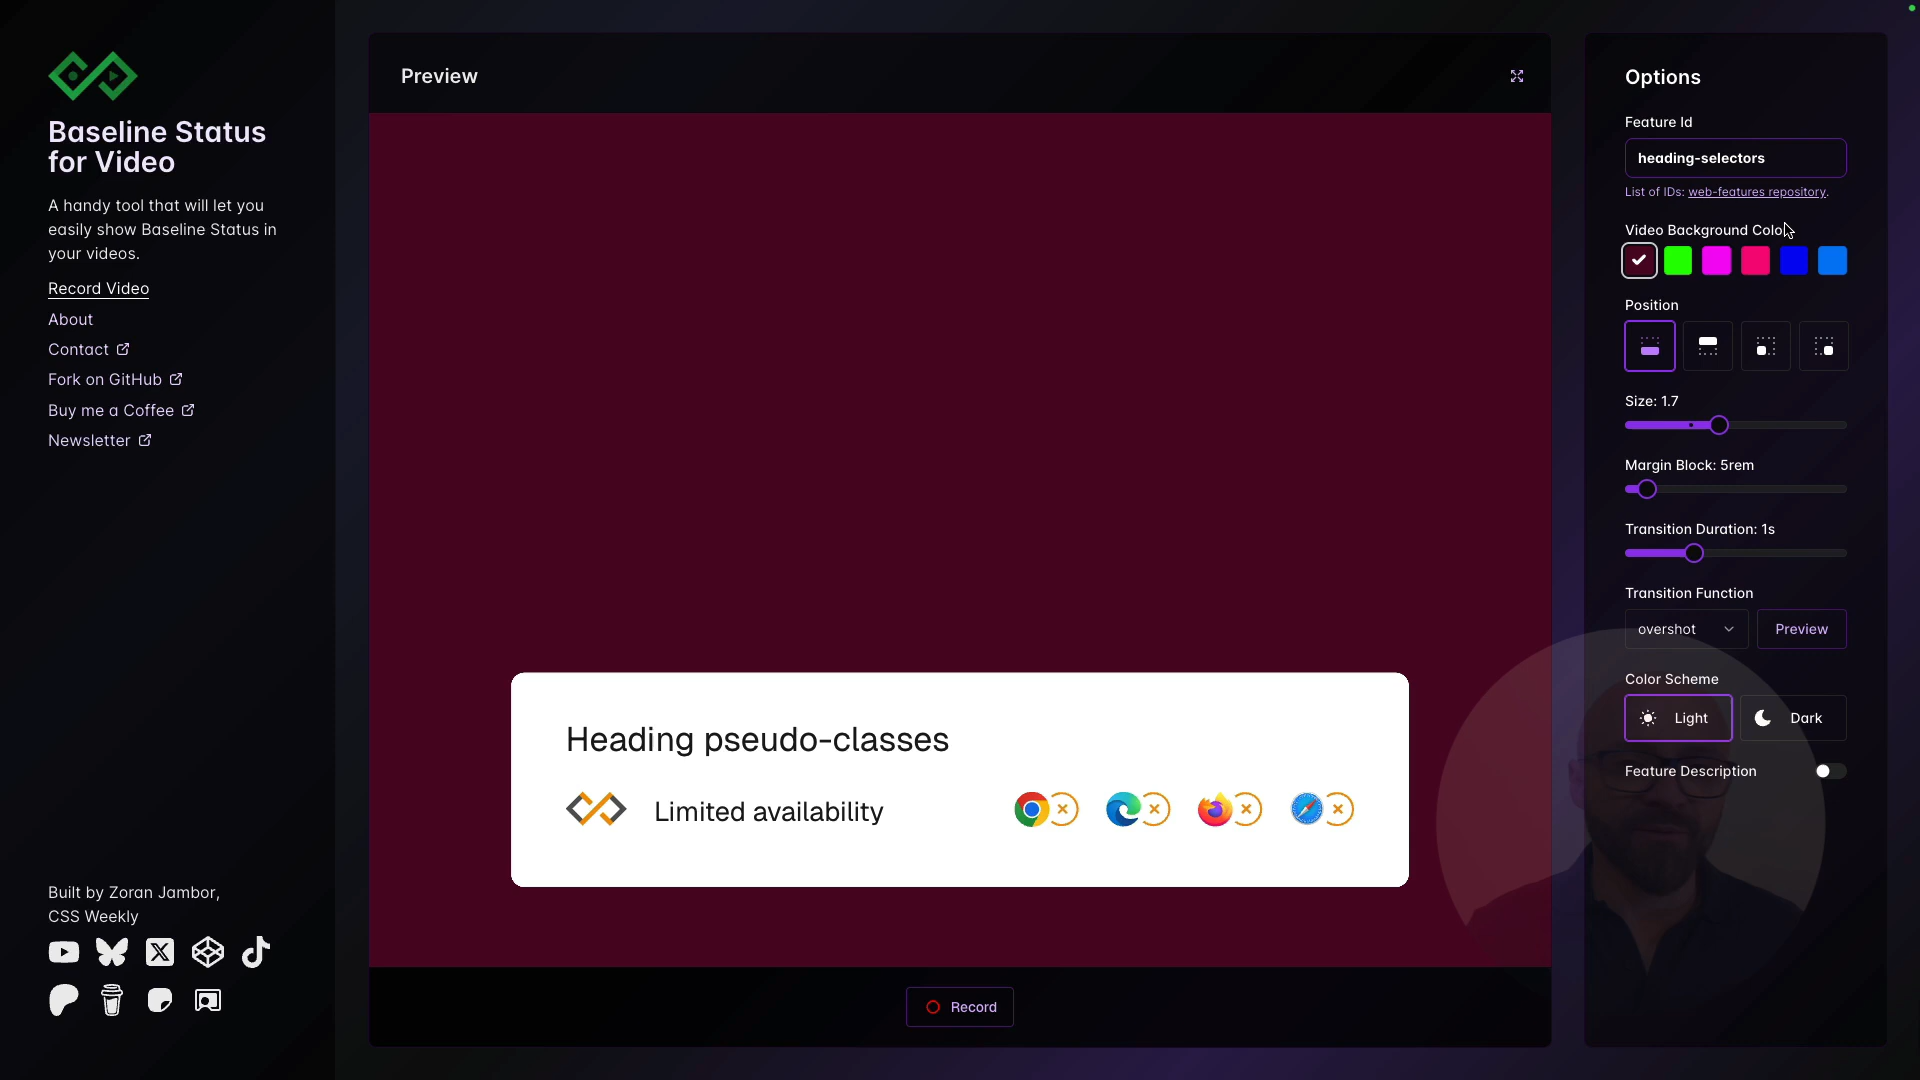 Baseline Status
for Video
A handy tool that will let you
easily show Baseline Status in
your videos.
Record Video
About
Contact
Fork on GitHub
Buy me a Coffee
Newsletter
Built by Zoran Jambor,
CSS Weekly
Preview
Heading pseudo-classes
Limited availability
Record
Options
Feature Id
heading-selectors
List of IDs: web-features repository.
Video Background Color
Position
Size: 1.7
Margin Block: 5rem
Transition Duration: 1s
Transition Function
overshot
Preview
Color Scheme
Light
Dark
Feature Description